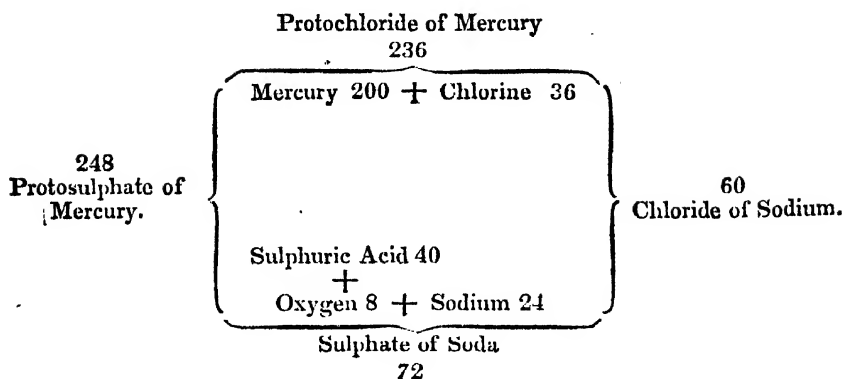 Protochloride of Mercury
236
Mercury 200 + Chlorine 36
248
Protosulphate of
Mercury.
60
Chloride of Sodium.
Sulphuric Acid 40
+
Oxygen 8 + Sodium 24
Sulphate of Soda
72